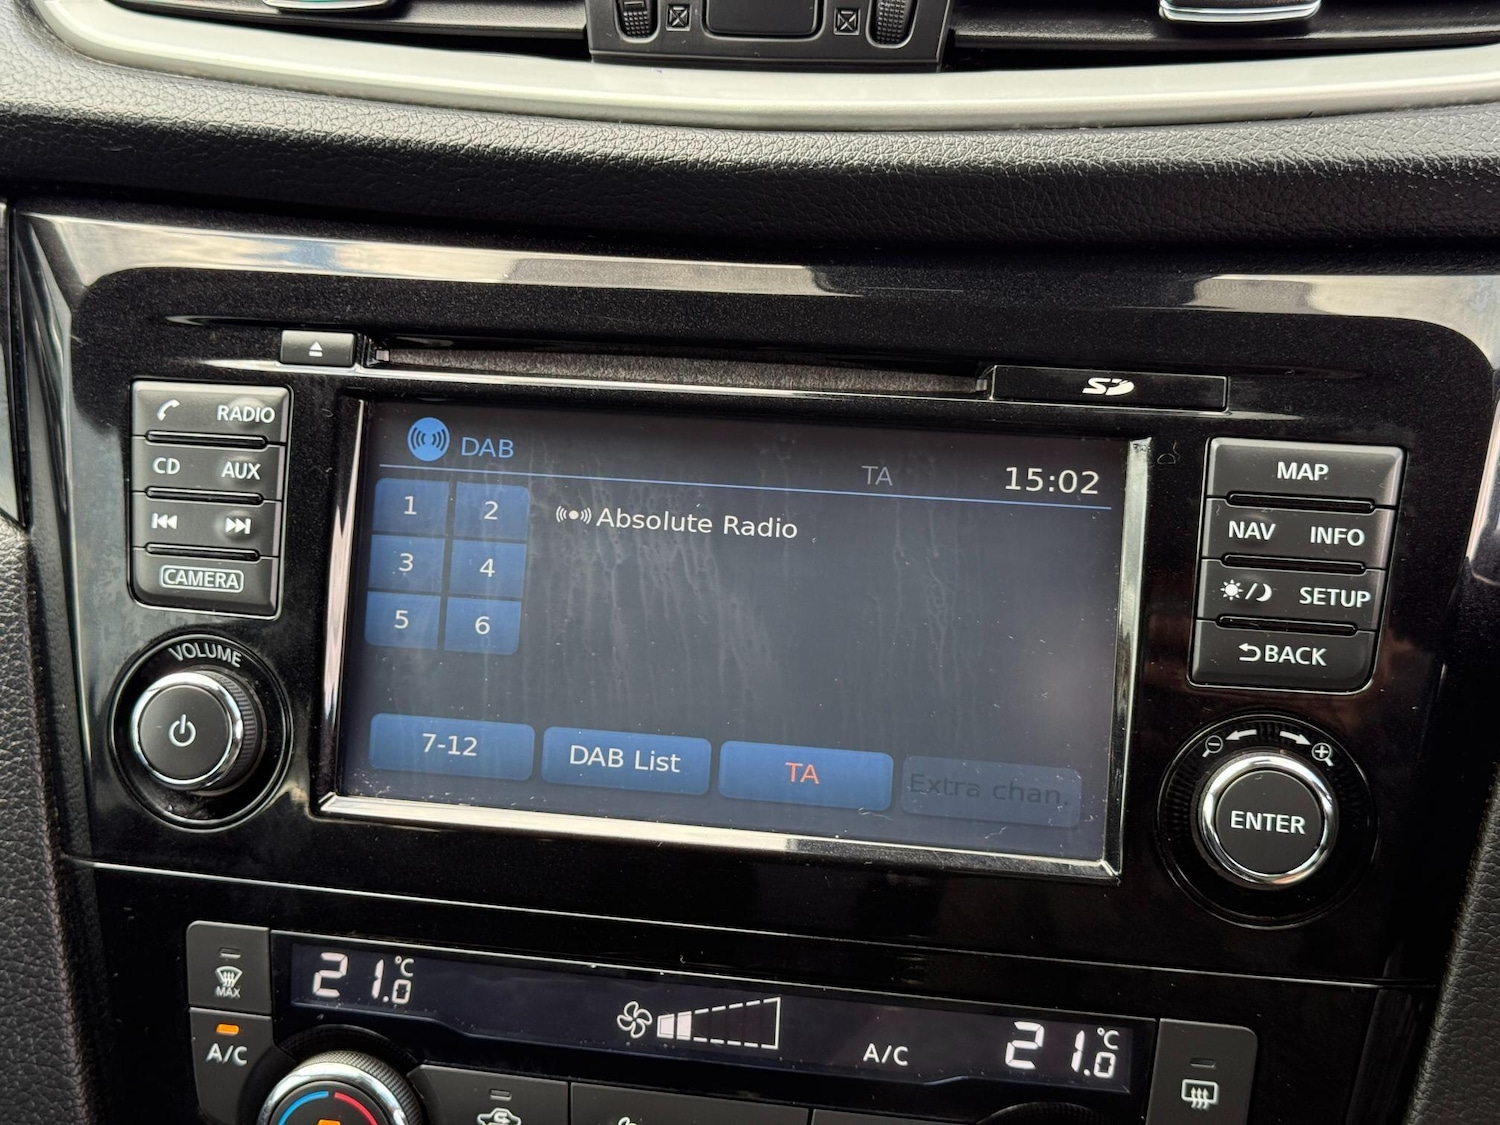 SD
RADIO
CD AUX
CAMERA
VOLUME
DAB
TA 15:02
1 2
3 4
5 6
Absolute Radio
7-12 DAB List TA Extra chan.
MAP
NAV INFO
SETUP
BACK
ENTER
MAX
A/C
21.0°C
A/C
21.0°C